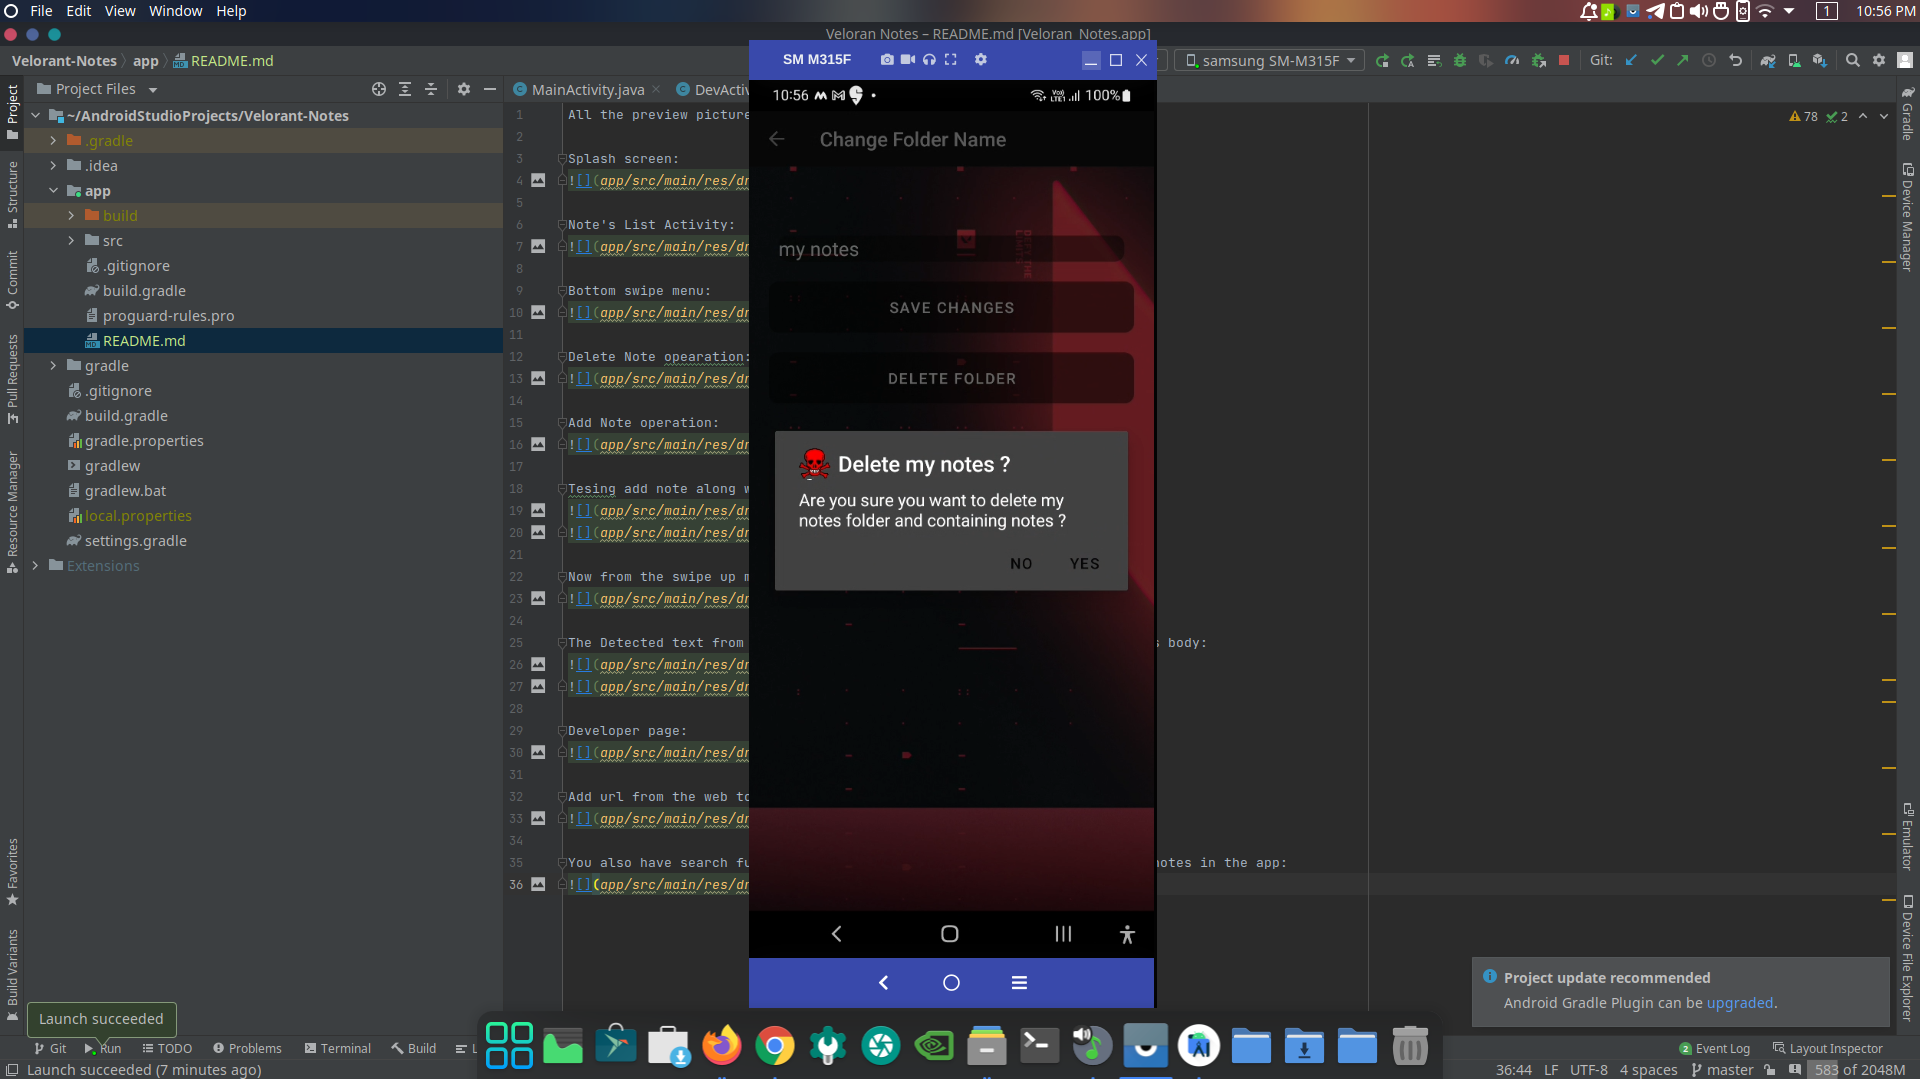 File Edit View Window Help
1 10:56 PM
Veloran Notes – README.md [Veloran_Notes.app]
Velorant-Notes
app
README.md
SM M315F
samsung SM-M315F
Git:
Project Files
MainActivity.java
DevActiv
~/AndroidStudioProjects/Velorant-Notes
.gradle
.idea
app
build
src
.gitignore
build.gradle
proguard-rules.pro
README.md
gradle
.gitignore
build.gradle
gradle.properties
gradlew
gradlew.bat
local.properties
settings.gradle
Extensions
Project
Structure
Commit
Pull Requests
Resource Manager
Favorites
Build Variants
1 All the preview picture
2
3 Splash screen:
4 ![](app/src/main/res/dr
5
6 Note's List Activity:
7 ![](app/src/main/res/dr
8
9 Bottom swipe menu:
10 ![](app/src/main/res/dr
11
12 Delete Note opearation:
13 ![](app/src/main/res/dr
14
15 Add Note operation:
16 ![](app/src/main/res/dr
17
18 Tesing add note along w
19 ![](app/src/main/res/dr
20 ![](app/src/main/res/dr
21
22 Now from the swipe up m
23 ![](app/src/main/res/dr
24
25 The Detected text from s body:
26 ![](app/src/main/res/dr
27 ![](app/src/main/res/dr
28
29 Developer page:
30 ![](app/src/main/res/dr
31
32 Add url from the web to
33 ![](app/src/main/res/dr
34
35 You also have search fu notes in the app:
36 ![](app/src/main/res/dr
78 2
10:56 100%
Change Folder Name
my notes
SAVE CHANGES
DELETE FOLDER
Delete my notes ?
Are you sure you want to delete my
notes folder and containing notes ?
NO YES
Gradle
Device Manager
Emulator
Device File Explorer
Project update recommended
Android Gradle Plugin can be upgraded.
Launch succeeded
Git Run TODO Problems Terminal Build L
2 Event Log Layout Inspector
Launch succeeded (7 minutes ago)
36:44 LF UTF-8 4 spaces master 583 of 2048M